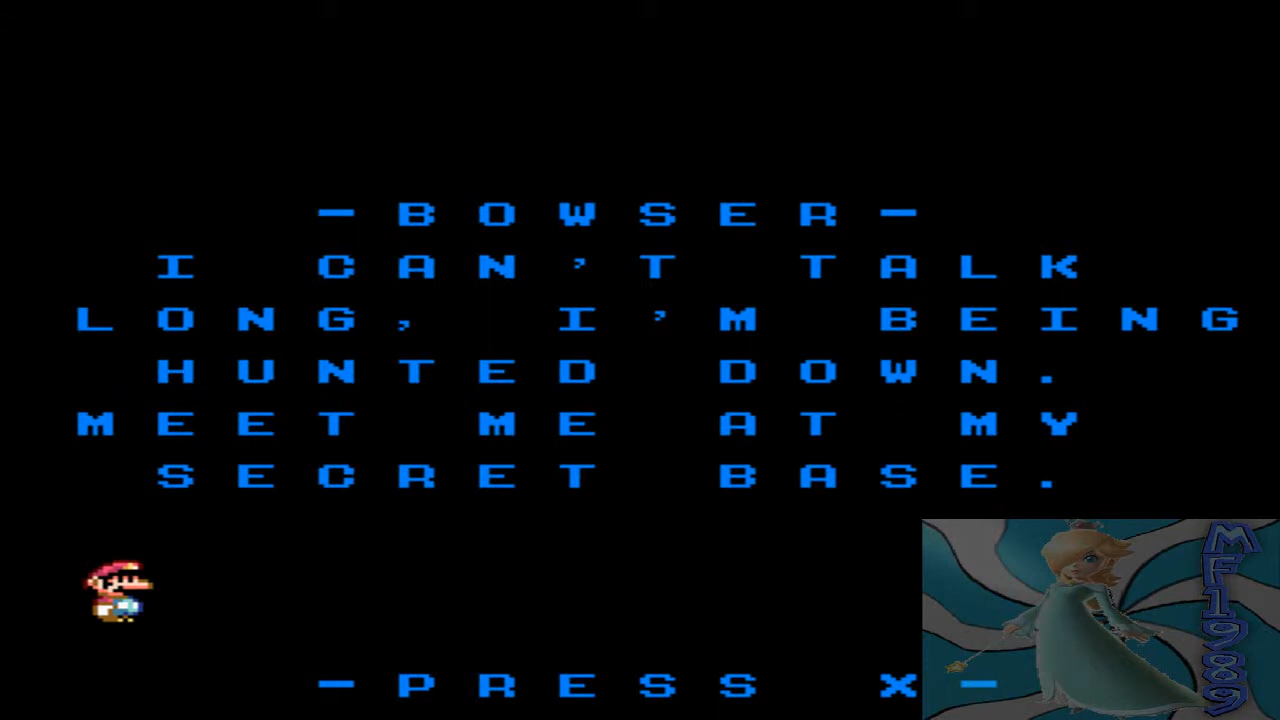 -BOWSER-
I CAN'T TALK
LONG, I'M BEING
HUNTED DOWN.
MEET ME AT MY
SECRET BASE.
-PRESS X-
MF1989